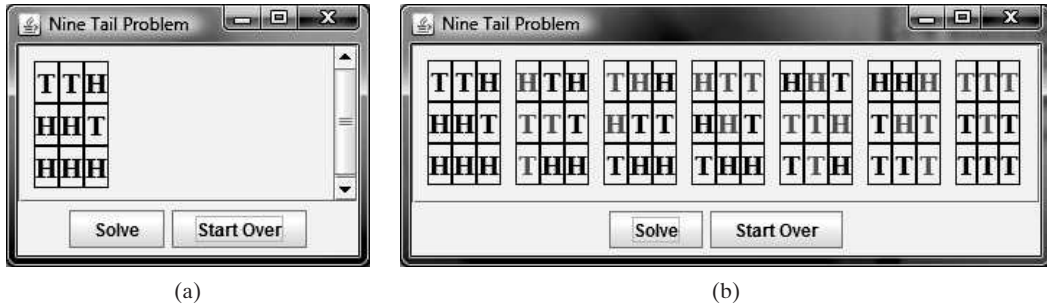 Nine Tail Problem
T T H
H H T
H H H
Solve Start Over
(a)
Nine Tail Problem
T T H H T H T H H H T T H H T H H H T T T
H H T T T T H T T H H T T T H T H T T T T
H H H T H H T H H T H H T T H T T T T T T
Solve Start Over
(b)